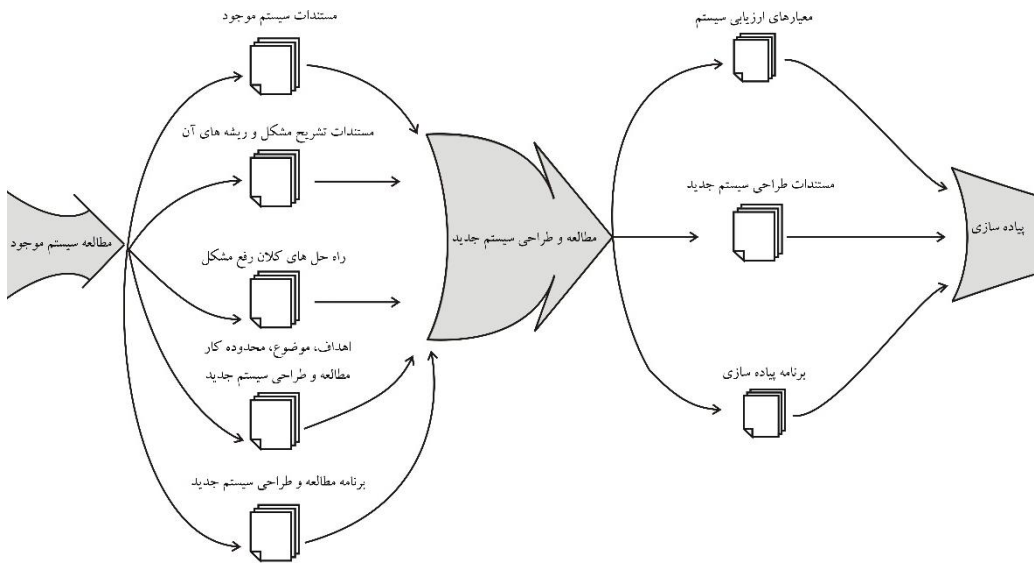 مطالعه سیستم موجود
مستندات سیستم موجود
مستندات تشریح مشکل و ریشه های آن
راه حل های کلان رفع مشکل
اهداف، موضوع، محدوده کار
مطالعه و طراحی سیستم جدید
برنامه مطالعه و طراحی سیستم جدید
مطالعه و طراحی سیستم جدید
معیارهای ارزیابی سیستم
مستندات طراحی سیستم جدید
برنامه پیاده سازی
پیاده سازی